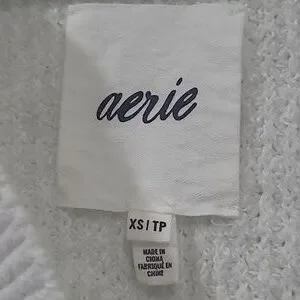 aerie
XS/TP
MADE IN
CHINA
FABRIQUÉ EN
CHINE